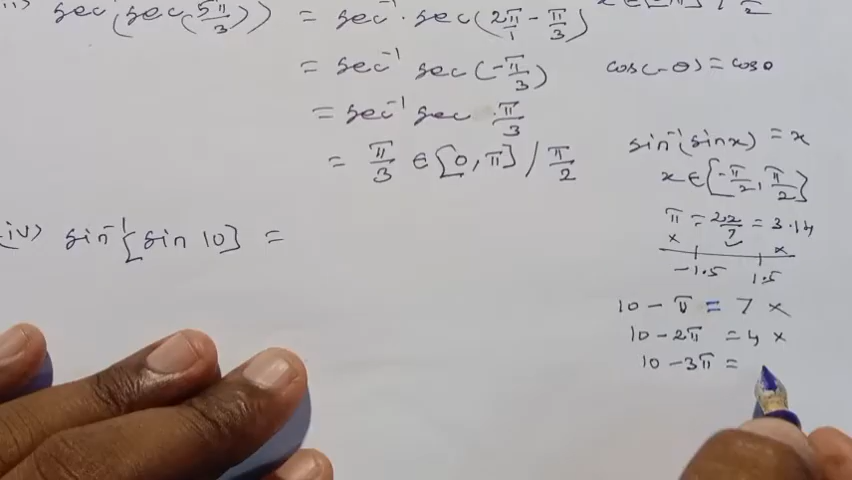 sec⁻¹(sec(5π/3)) = sec⁻¹ · sec(2π/1 - π/3)
= sec⁻¹ sec(-π/3)
= sec⁻¹ sec · π/3
= π/3 ∈ [0, π] / π/2
cos(-θ) = cosθ
sin⁻¹(sinx) = x
x ∈ [-π/2, π/2]
π = 22/7 = 3.14
x x
-1.5 1.5
iv) sin⁻¹{sin 10} =
10 - π = 7 x
10 - 2π = 4 x
10 - 3π =